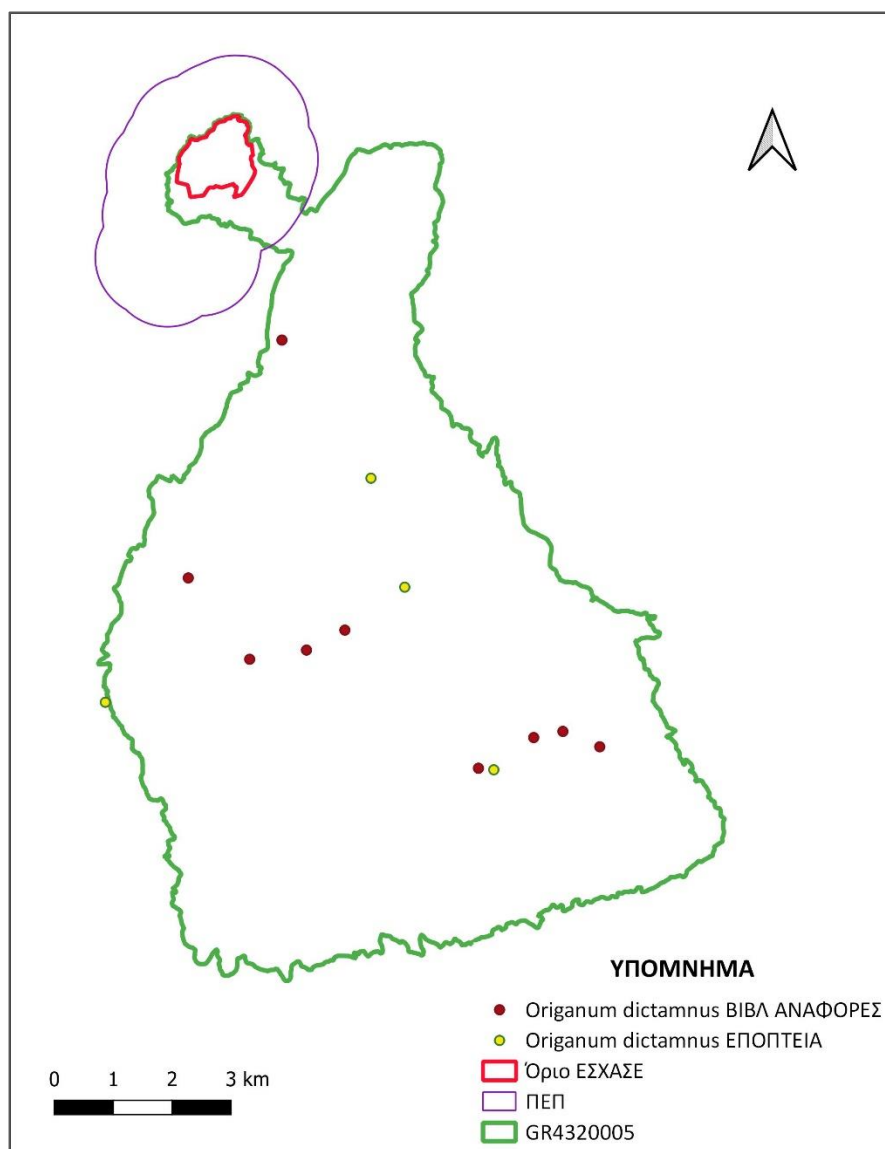 ΥΠΟΜΝΗΜΑ
Origanum dictamnus ΒΙΒΛ ΑΝΑΦΟΡΕΣ
Origanum dictamnus ΕΠΟΠΤΕΙΑ
Όριο ΕΣΧΑΣΕ
ΠΕΠ
GR4320005
0 1 2 3 km